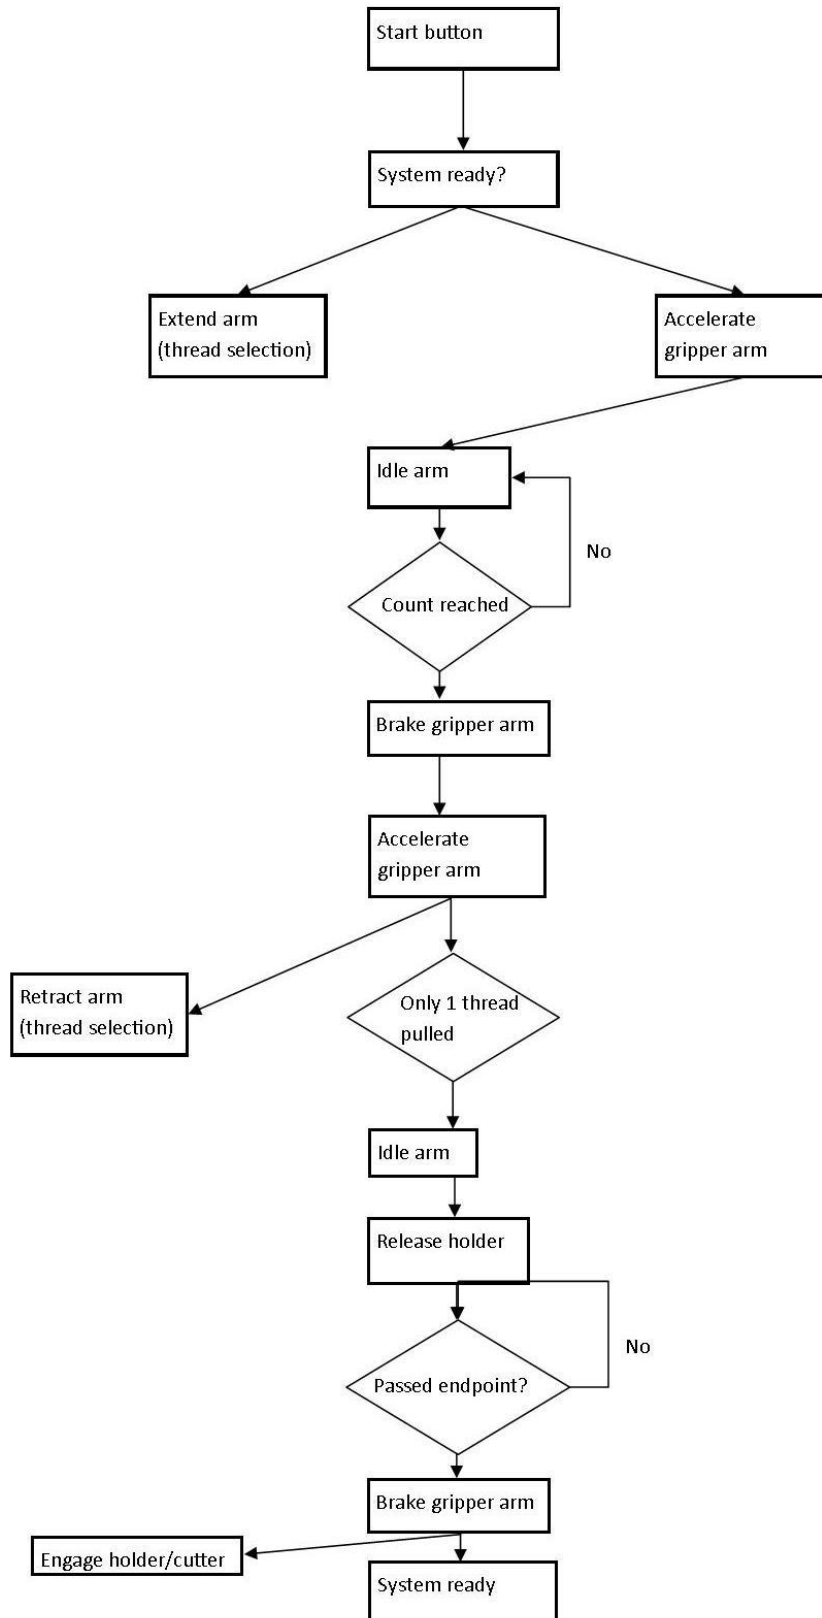 Start button
System ready?
Extend arm
(thread selection)
Accelerate
gripper arm
Idle arm
No
Count reached
Brake gripper arm
Accelerate
gripper arm
Retract arm
(thread selection)
Only 1 thread
pulled
Idle arm
Release holder
No
Passed endpoint?
Brake gripper arm
Engage holder/cutter
System ready